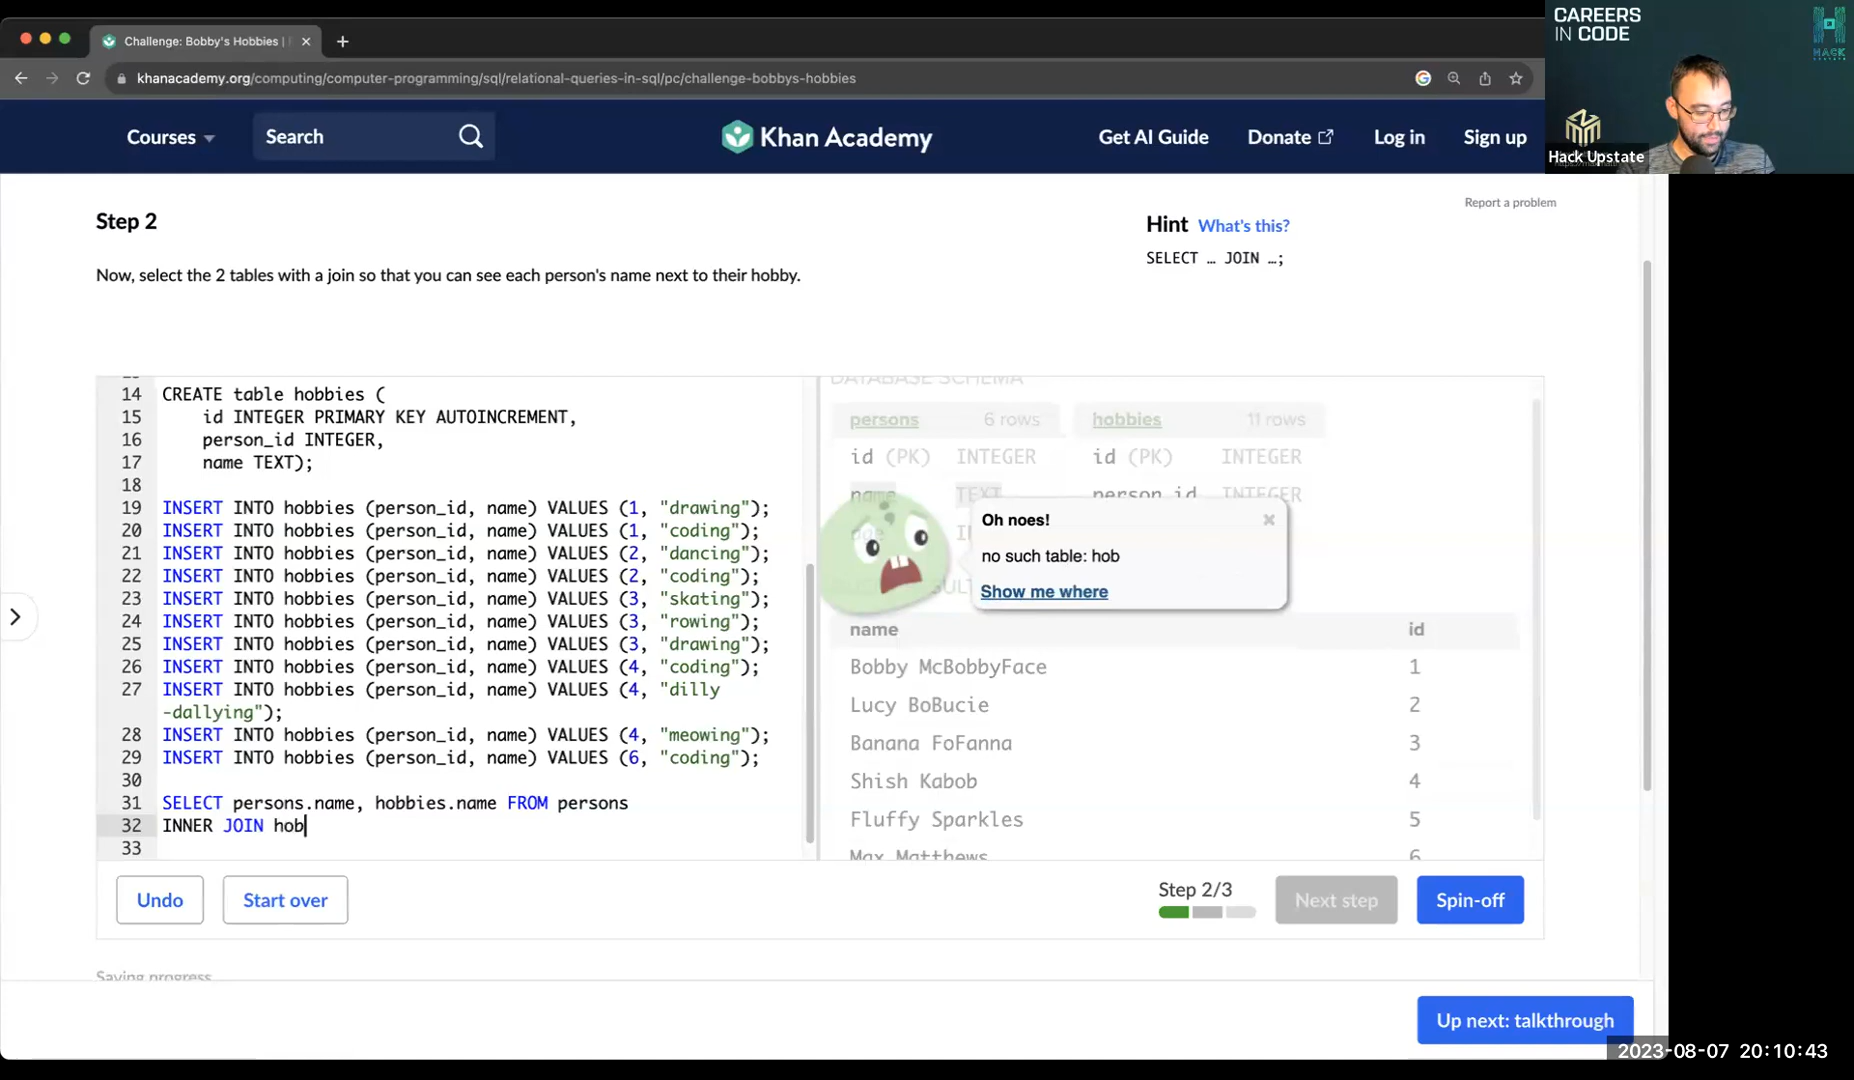 Challenge: Bobby's Hobbies |
khanacademy.org/computing/computer-programming/sql/relational-queries-in-sql/pc/challenge-bobbys-hobbies
CAREERS
IN CODE
HACK
Hack Upstate
Courses
Search
Khan Academy
Get AI Guide
Donate
Log in
Sign up
Report a problem
Step 2
Hint What's this?
SELECT … JOIN …;
Now, select the 2 tables with a join so that you can see each person's name next to their hobby.
14 CREATE table hobbies (
15 id INTEGER PRIMARY KEY AUTOINCREMENT,
16 person_id INTEGER,
17 name TEXT);
18
19 INSERT INTO hobbies (person_id, name) VALUES (1, "drawing");
20 INSERT INTO hobbies (person_id, name) VALUES (1, "coding");
21 INSERT INTO hobbies (person_id, name) VALUES (2, "dancing");
22 INSERT INTO hobbies (person_id, name) VALUES (2, "coding");
23 INSERT INTO hobbies (person_id, name) VALUES (3, "skating");
24 INSERT INTO hobbies (person_id, name) VALUES (3, "rowing");
25 INSERT INTO hobbies (person_id, name) VALUES (3, "drawing");
26 INSERT INTO hobbies (person_id, name) VALUES (4, "coding");
27 INSERT INTO hobbies (person_id, name) VALUES (4, "dilly
-dallying");
28 INSERT INTO hobbies (person_id, name) VALUES (4, "meowing");
29 INSERT INTO hobbies (person_id, name) VALUES (6, "coding");
30
31 SELECT persons.name, hobbies.name FROM persons
32 INNER JOIN hob
33
DATABASE SCHEMA
persons 6 rows
id (PK) INTEGER
name TEXT
age
hobbies 11 rows
id (PK) INTEGER
person_id INTEGER
Oh noes!
no such table: hob
Show me where
name id
Bobby McBobbyFace 1
Lucy BoBucie 2
Banana FoFanna 3
Shish Kabob 4
Fluffy Sparkles 5
Max Matthews 6
Undo
Start over
Step 2/3
Next step
Spin-off
Saving progress
Up next: talkthrough
2023-08-07 20:10:43